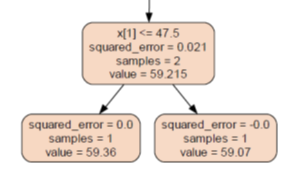 x[1] <= 47.5
squared_error = 0.021
samples = 2
value = 59.215
squared_error = 0.0
samples = 1
value = 59.36
squared_error = -0.0
samples = 1
value = 59.07